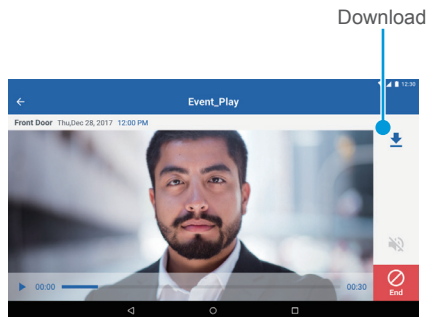 Download
12:30
Event_Play
Front Door Thu,Dec 28, 2017 12:00 PM
00:00 00:30
End